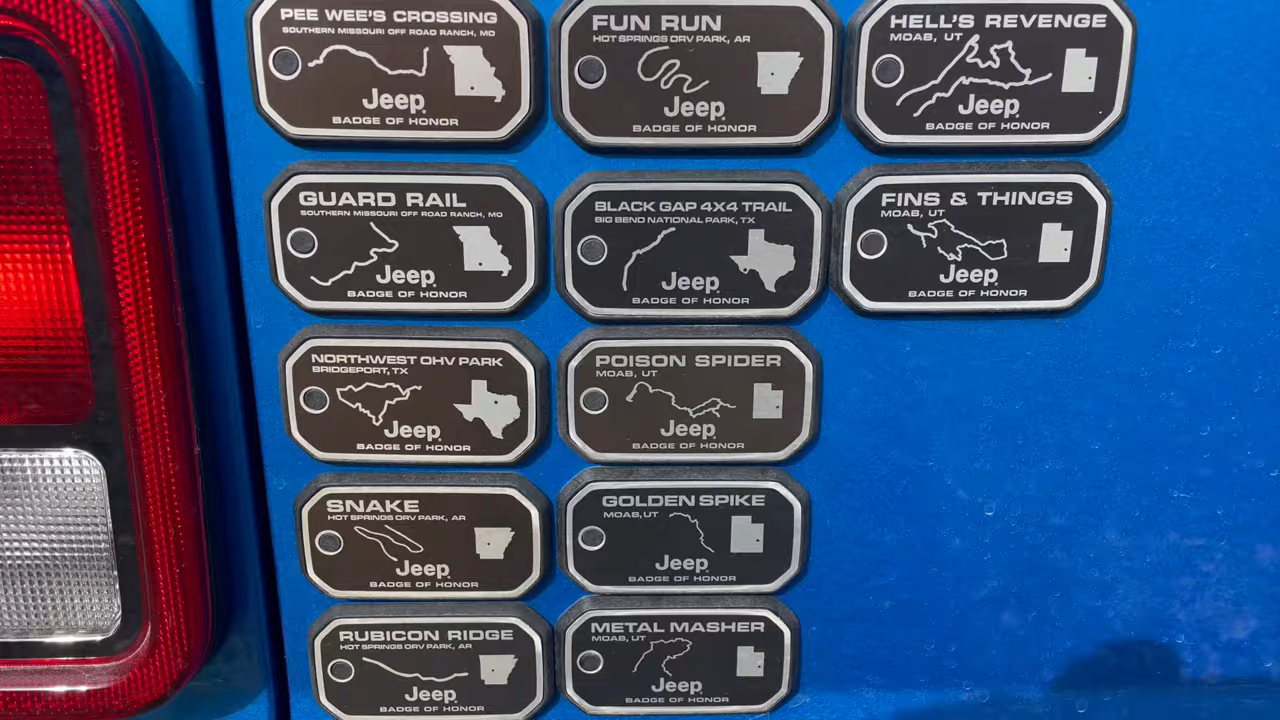 PEE WEE'S CROSSING
SOUTHERN MISSOURI OFF ROAD RANCH, MO
Jeep
BADGE OF HONOR
FUN RUN
HOT SPRINGS ORV PARK, AR
Jeep
BADGE OF HONOR
HELL'S REVENGE
MOAB, UT
Jeep
BADGE OF HONOR
GUARD RAIL
SOUTHERN MISSOURI OFF ROAD RANCH, MO
Jeep
BADGE OF HONOR
BLACK GAP 4X4 TRAIL
BIG BEND NATIONAL PARK, TX
Jeep
BADGE OF HONOR
FINS & THINGS
MOAB, UT
Jeep
BADGE OF HONOR
NORTHWEST OHV PARK
BRIDGEPORT, TX
Jeep
BADGE OF HONOR
POISON SPIDER
MOAB, UT
Jeep
BADGE OF HONOR
SNAKE
HOT SPRINGS ORV PARK, AR
Jeep
BADGE OF HONOR
GOLDEN SPIKE
MOAB, UT
Jeep
BADGE OF HONOR
RUBICON RIDGE
HOT SPRINGS ORV PARK, AR
Jeep
BADGE OF HONOR
METAL MASHER
MOAB, UT
Jeep
BADGE OF HONOR